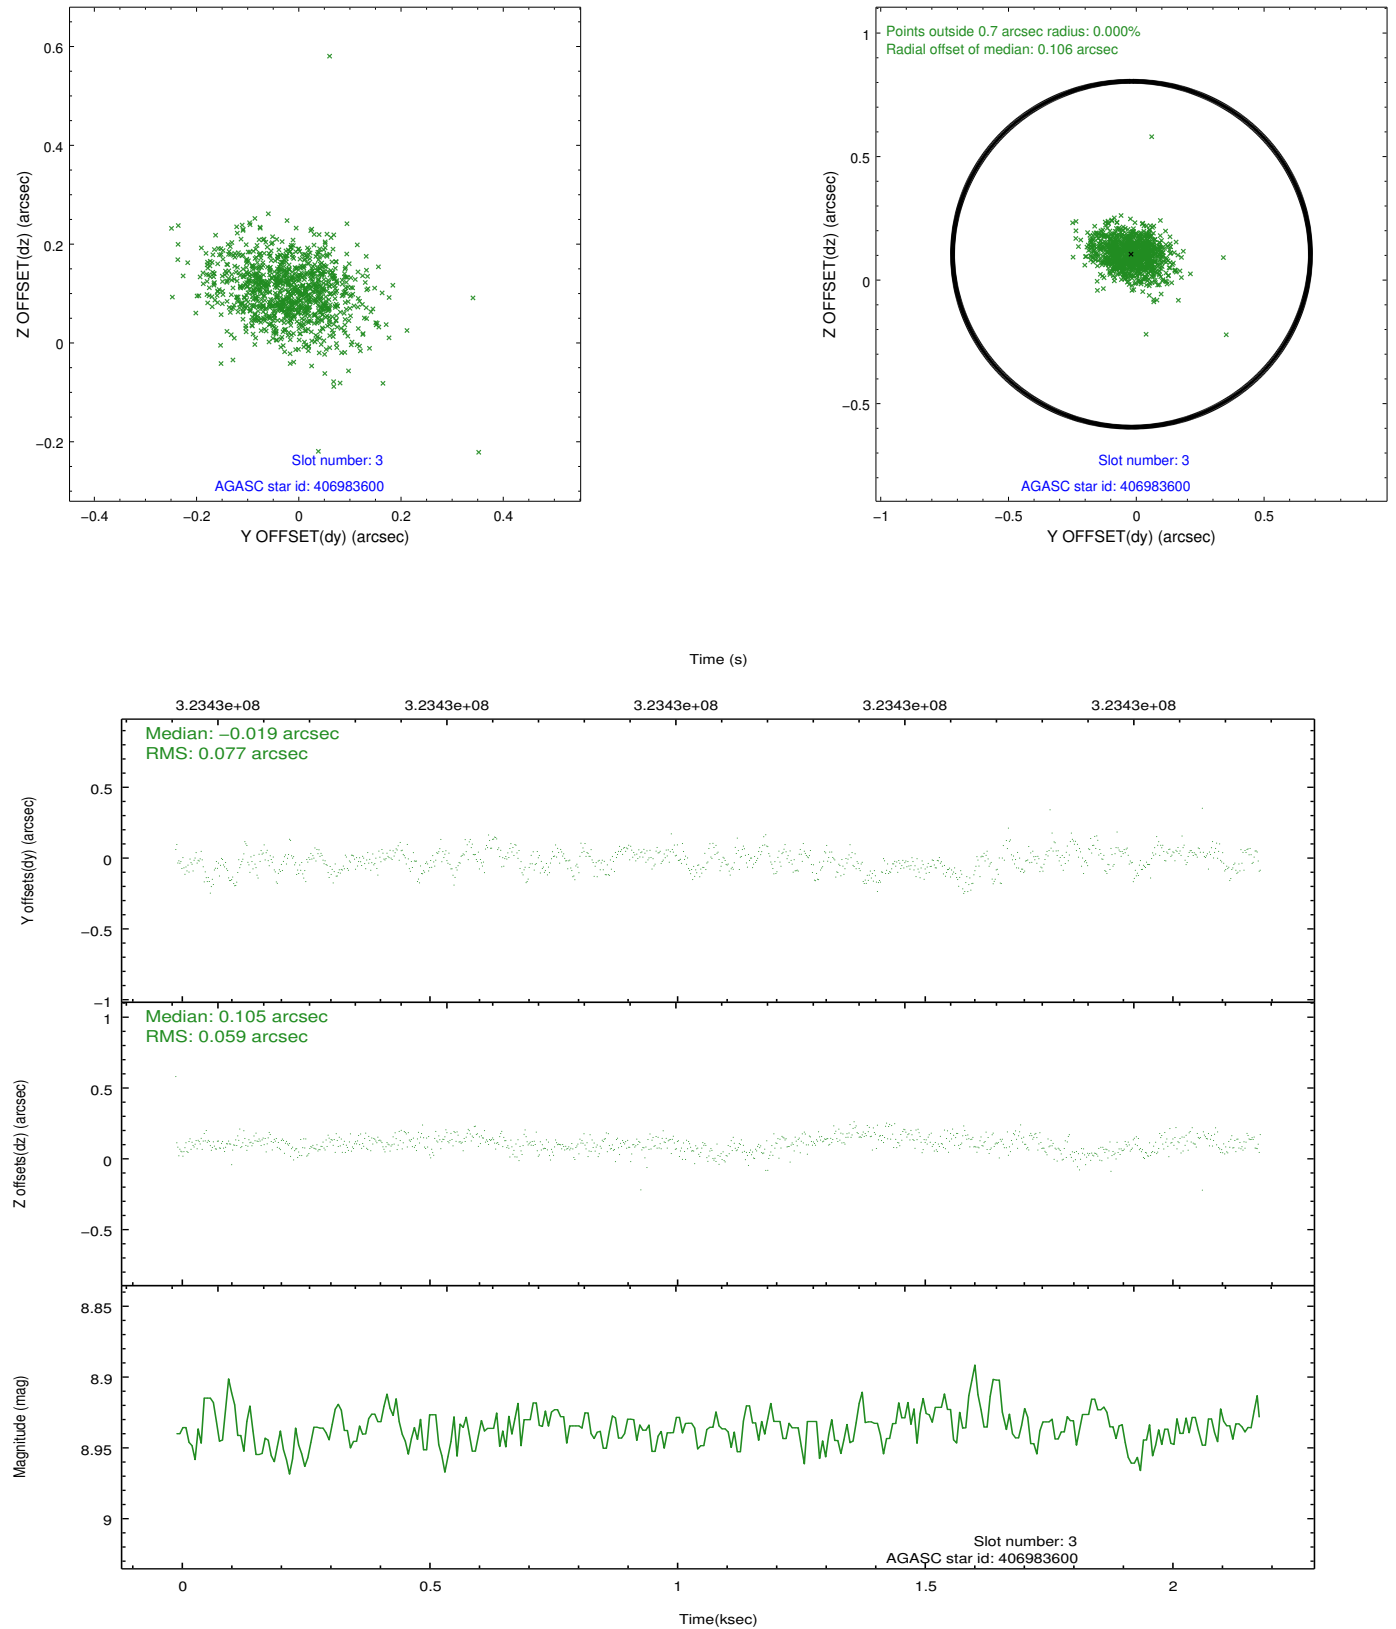 0.6
0.4
0.2
0
−0.2
Z OFFSET(dz) (arcsec)
Slot number: 3
AGASC star id: 406983600
−0.4
−0.2
0
0.2
0.4
Y OFFSET(dy) (arcsec)
Points outside 0.7 arcsec radius: 0.000%
Radial offset of median: 0.106 arcsec
1
0.5
0
−0.5
Z OFFSET(dz) (arcsec)
Slot number: 3
AGASC star id: 406983600
−1
−0.5
0
0.5
Y OFFSET(dy) (arcsec)
Time (s)
3.2343e+08
3.2343e+08
3.2343e+08
3.2343e+08
3.2343e+08
Median: −0.019 arcsec
RMS: 0.077 arcsec
0.5
0
−0.5
−1
Y offsets(dy) (arcsec)
Median: 0.105 arcsec
RMS: 0.059 arcsec
1
0.5
0
−0.5
Z offsets(dz) (arcsec)
8.85
8.9
8.95
9
Magnitude (mag)
Slot number: 3
AGASC star id: 406983600
0
0.5
1
1.5
2
Time(ksec)